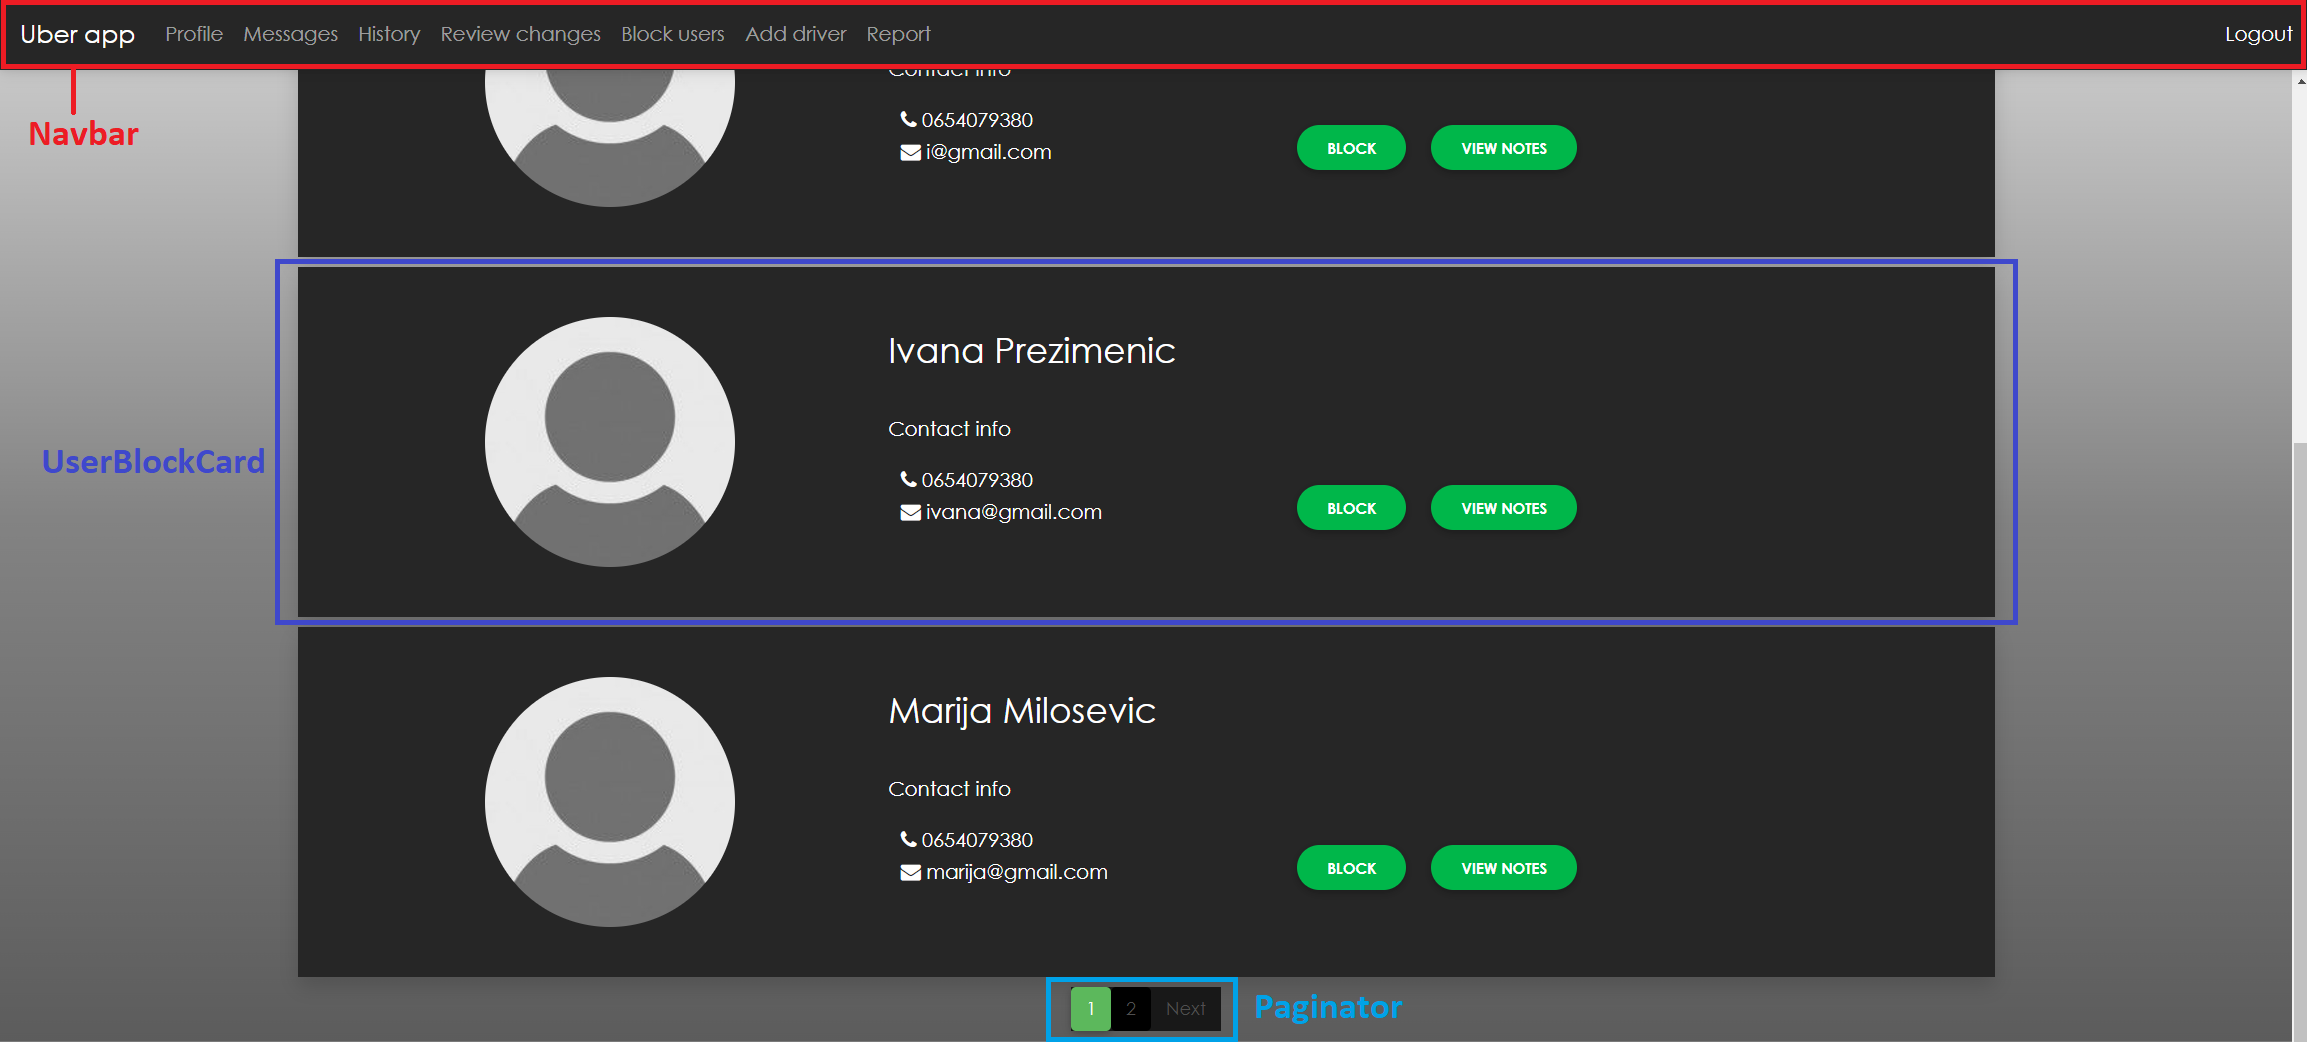 Uber app Profile Messages History Review changes Block users Add driver Report Logout
Contact info
Navbar
0654079380
i@gmail.com
BLOCK VIEW NOTES
Ivana Prezimenic
Contact info
UserBlockCard
0654079380
ivana@gmail.com
BLOCK VIEW NOTES
Marija Milosevic
Contact info
0654079380
marija@gmail.com
BLOCK VIEW NOTES
1 2 Next Paginator